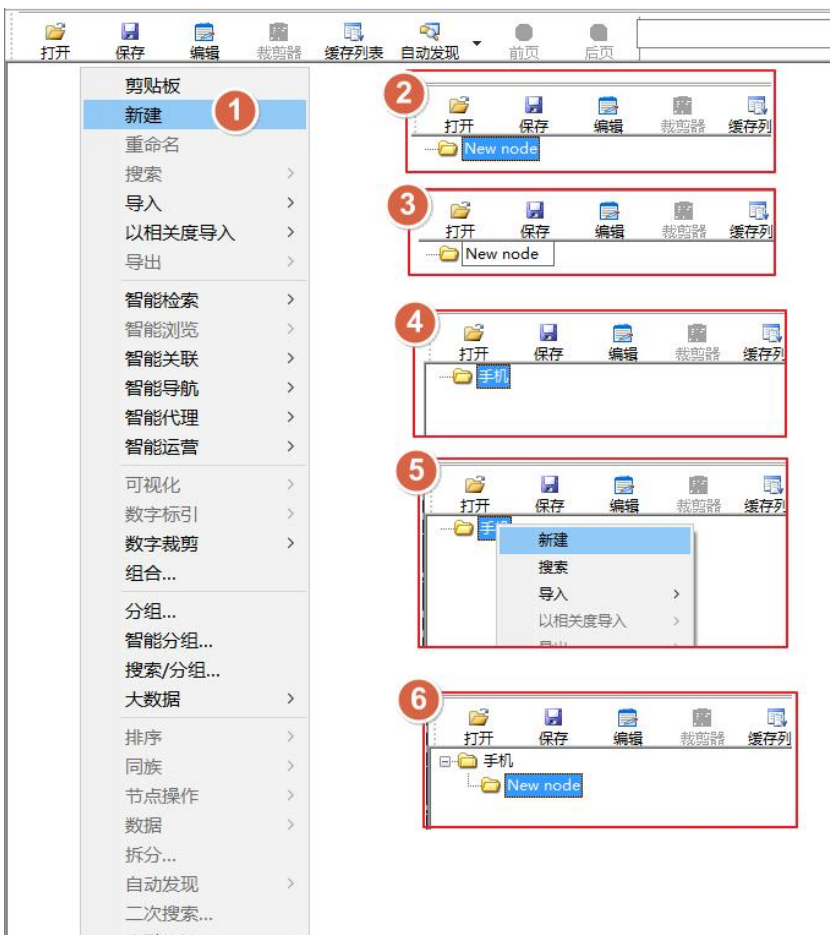 打开 保存 编辑 裁剪器 缓存列表 自动发现 前页 后页
剪贴板
新建
1
重命名
搜索
导入
以相关度导入
导出
智能检索
智能浏览
智能关联
智能导航
智能代理
智能运营
可视化
数字标引
数字裁剪
组合...
分组...
智能分组...
搜索/分组...
大数据
排序
同族
节点操作
数据
拆分...
自动发现
二次搜索...
2
打开 保存 编辑 裁剪器 缓存列
New node
3
打开 保存 编辑 裁剪器 缓存列
New node
4
打开 保存 编辑 裁剪器 缓存列
手机
5
打开 保存 编辑 裁剪器 缓存列
手机
新建
搜索
导入
以相关度导入
6
打开 保存 编辑 裁剪器 缓存列
手机
New node